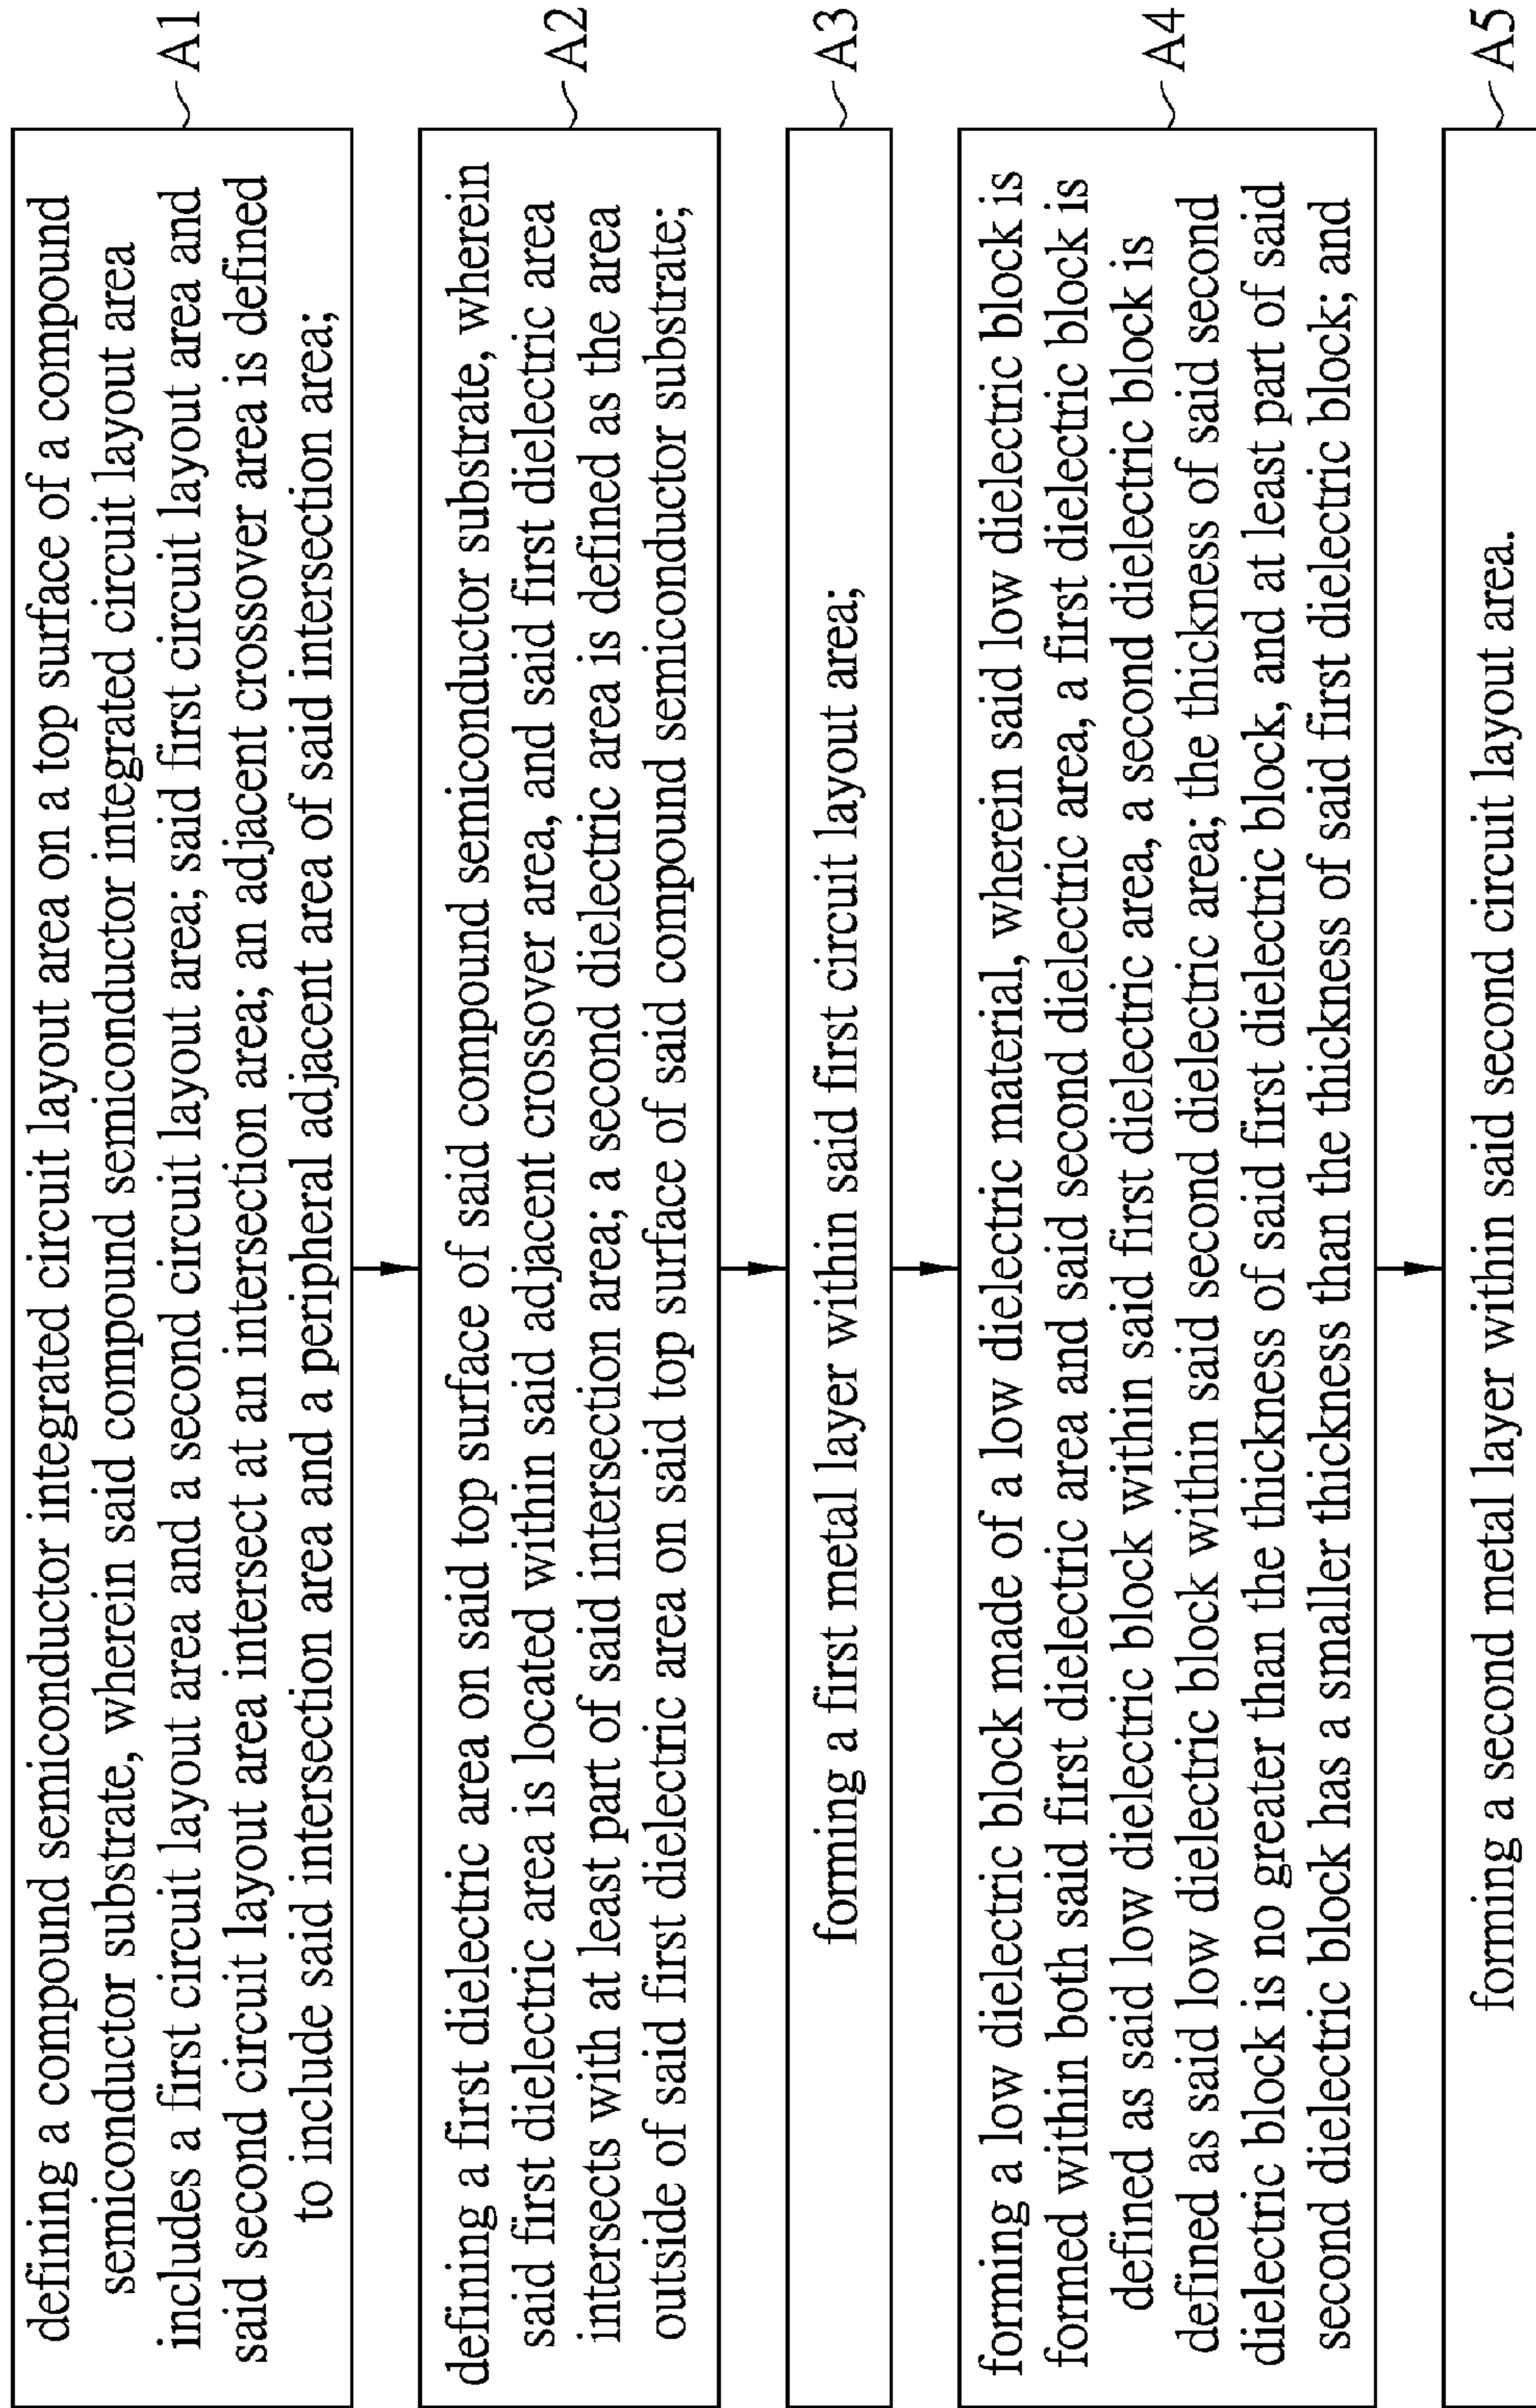 defining a compound semiconductor integrated circuit layout area on a top surface of a compound
semiconductor substrate, wherein said compound semiconductor integrated circuit layout area
includes a first circuit layout area and a second circuit layout area; said first circuit layout area and
said second circuit layout area intersect at an intersection area; an adjacent crossover area is defined
to include said intersection area and a peripheral adjacent area of said intersection area;
A1
defining a first dielectric area on said top surface of said compound semiconductor substrate, wherein
said first dielectric area is located within said adjacent crossover area, and said first dielectric area
intersects with at least part of said intersection area; a second dielectric area is defined as the area
outside of said first dielectric area on said top surface of said compound semiconductor substrate;
A2
forming a first metal layer within said first circuit layout area;
A3
forming a low dielectric block made of a low dielectric material, wherein said low dielectric block is
formed within both said first dielectric area and said second dielectric area, a first dielectric block is
defined as said low dielectric block within said first dielectric area, a second dielectric block is
defined as said low dielectric block within said second dielectric area; the thickness of said second
dielectric block is no greater than the thickness of said first dielectric block, and at least part of said
second dielectric block has a smaller thickness than the thickness of said first dielectric block; and
A4
forming a second metal layer within said second circuit layout area.
A5